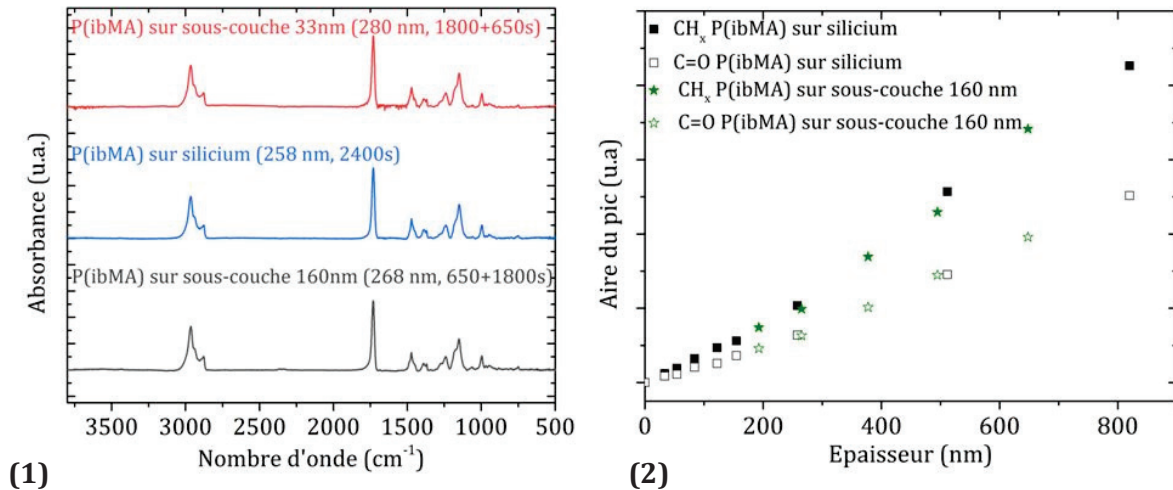 P(ibMA) sur sous-couche 33nm (280 nm, 1800+650s)
P(ibMA) sur silicium (258 nm, 2400s)
P(ibMA) sur sous-couche 160nm (268 nm, 650+1800s)
Absorbance (u.a.)
3500 3000 2500 2000 1500 1000 500
Nombre d'onde (cm⁻¹)
(1)
CHₓ P(ibMA) sur silicium
C=O P(ibMA) sur silicium
CHₓ P(ibMA) sur sous-couche 160 nm
C=O P(ibMA) sur sous-couche 160 nm
Aire du pic (u.a)
0 200 400 600 800
Epaisseur (nm)
(2)